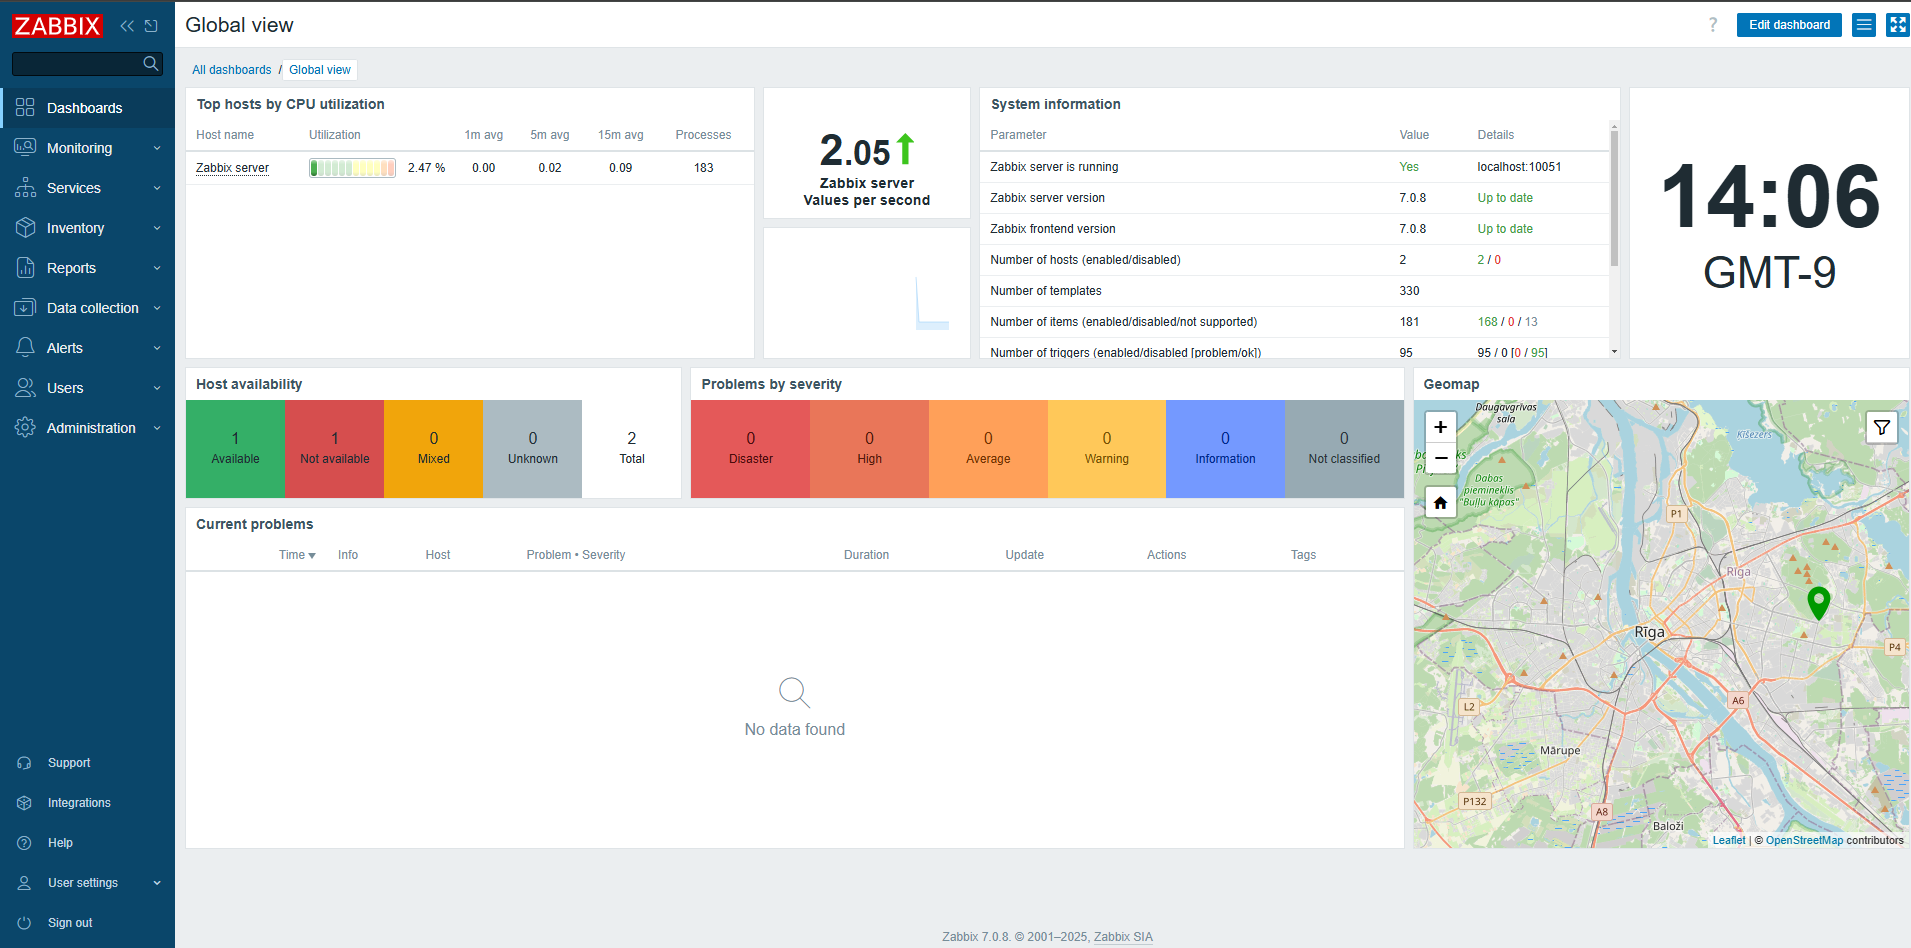 ZABBIX
Dashboards
Monitoring
Services
Inventory
Reports
Data collection
Alerts
Users
Administration
Support
Integrations
Help
User settings
Sign out
Global view
? Edit dashboard
All dashboards / Global view
Top hosts by CPU utilization
Host name Utilization 1m avg 5m avg 15m avg Processes
Zabbix server 2.47 % 0.00 0.02 0.09 183
2.05
Zabbix server
Values per second
System information
Parameter Value Details
Zabbix server is running Yes localhost:10051
Zabbix server version 7.0.8 Up to date
Zabbix frontend version 7.0.8 Up to date
Number of hosts (enabled/disabled) 2 2 / 0
Number of templates 330
Number of items (enabled/disabled/not supported) 181 168 / 0 / 13
Number of triggers (enabled/disabled [problem/ok]) 95 95 / 0 [0 / 95]
14:06
GMT-9
Host availability
1 1 0 0 2
Available Not available Mixed Unknown Total
Problems by severity
0 0 0 0 0 0
Disaster High Average Warning Information Not classified
Current problems
Time Info Host Problem • Severity Duration Update Actions Tags
No data found
Geomap
+
−
Daugavgrīvas
sala
Ķīšezers
Dabas
piemineklis
"Buļļu kāpas"
P1
Rīga
Rīga
P4
L2
A6
Mārupe
P132
A8
Baloži
Leaflet | © OpenStreetMap contributors
Zabbix 7.0.8. © 2001–2025, Zabbix SIA